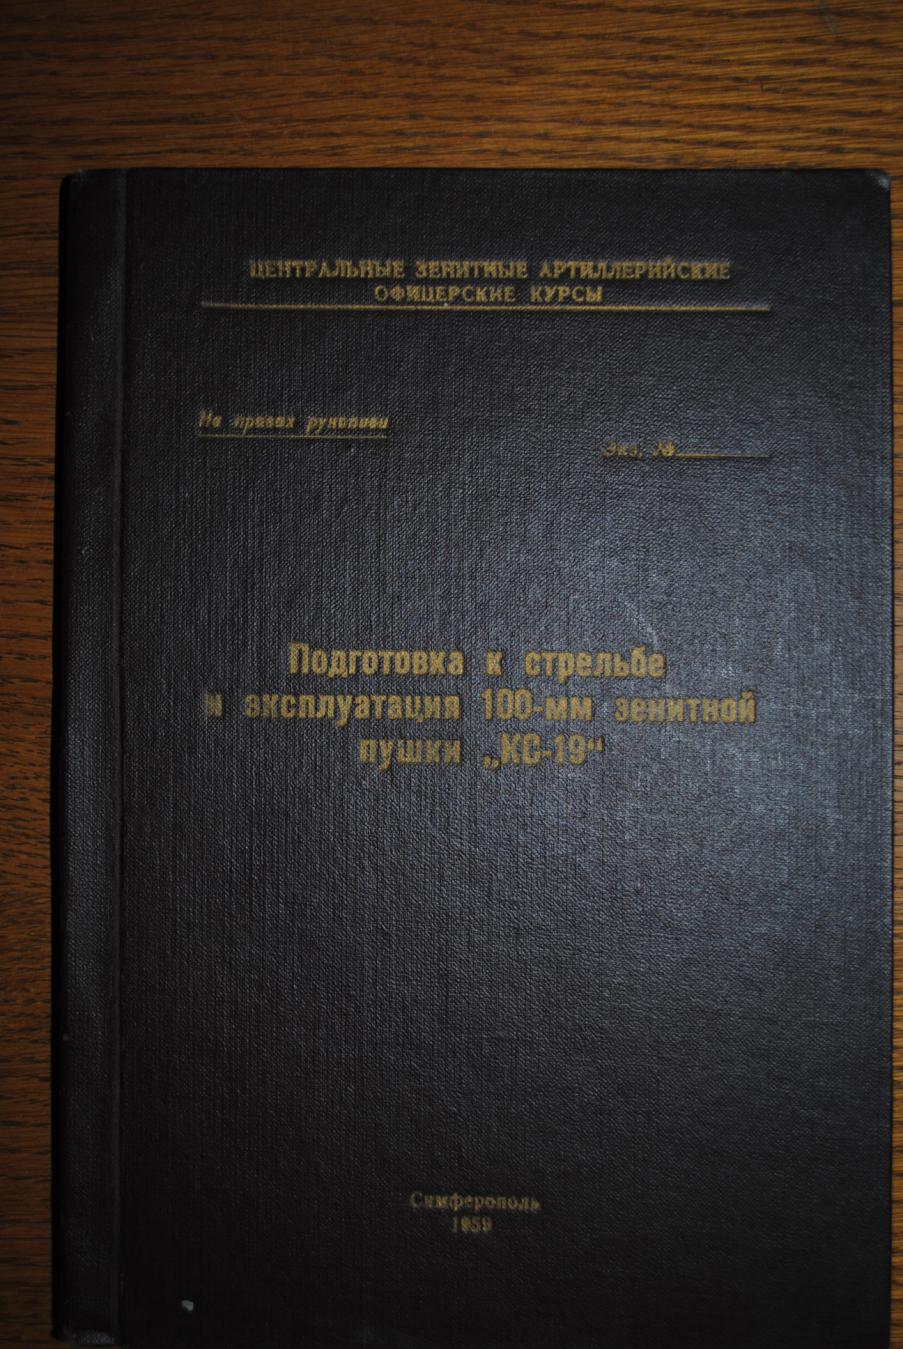 ЦЕНТРАЛЬНЫЕ ЗЕНИТНЫЕ АРТИЛЛЕРИЙСКИЕ
ОФИЦЕРСКИЕ КУРСЫ
На правах рукописи
Экз. №
Подготовка к стрельбе
и эксплуатация 100-мм зенитной
пушки „КС-19“
Симферополь
1959